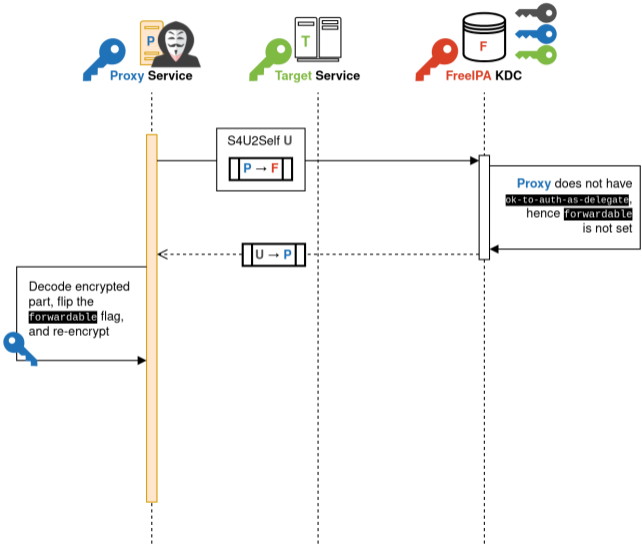 P
T
F
Proxy Service
Target Service
FreeIPA KDC
S4U2Self U
P → F
Proxy does not have
ok-to-auth-as-delegate,
hence forwardable
is not set
U → P
Decode encrypted
part, flip the
forwardable flag,
and re-encrypt